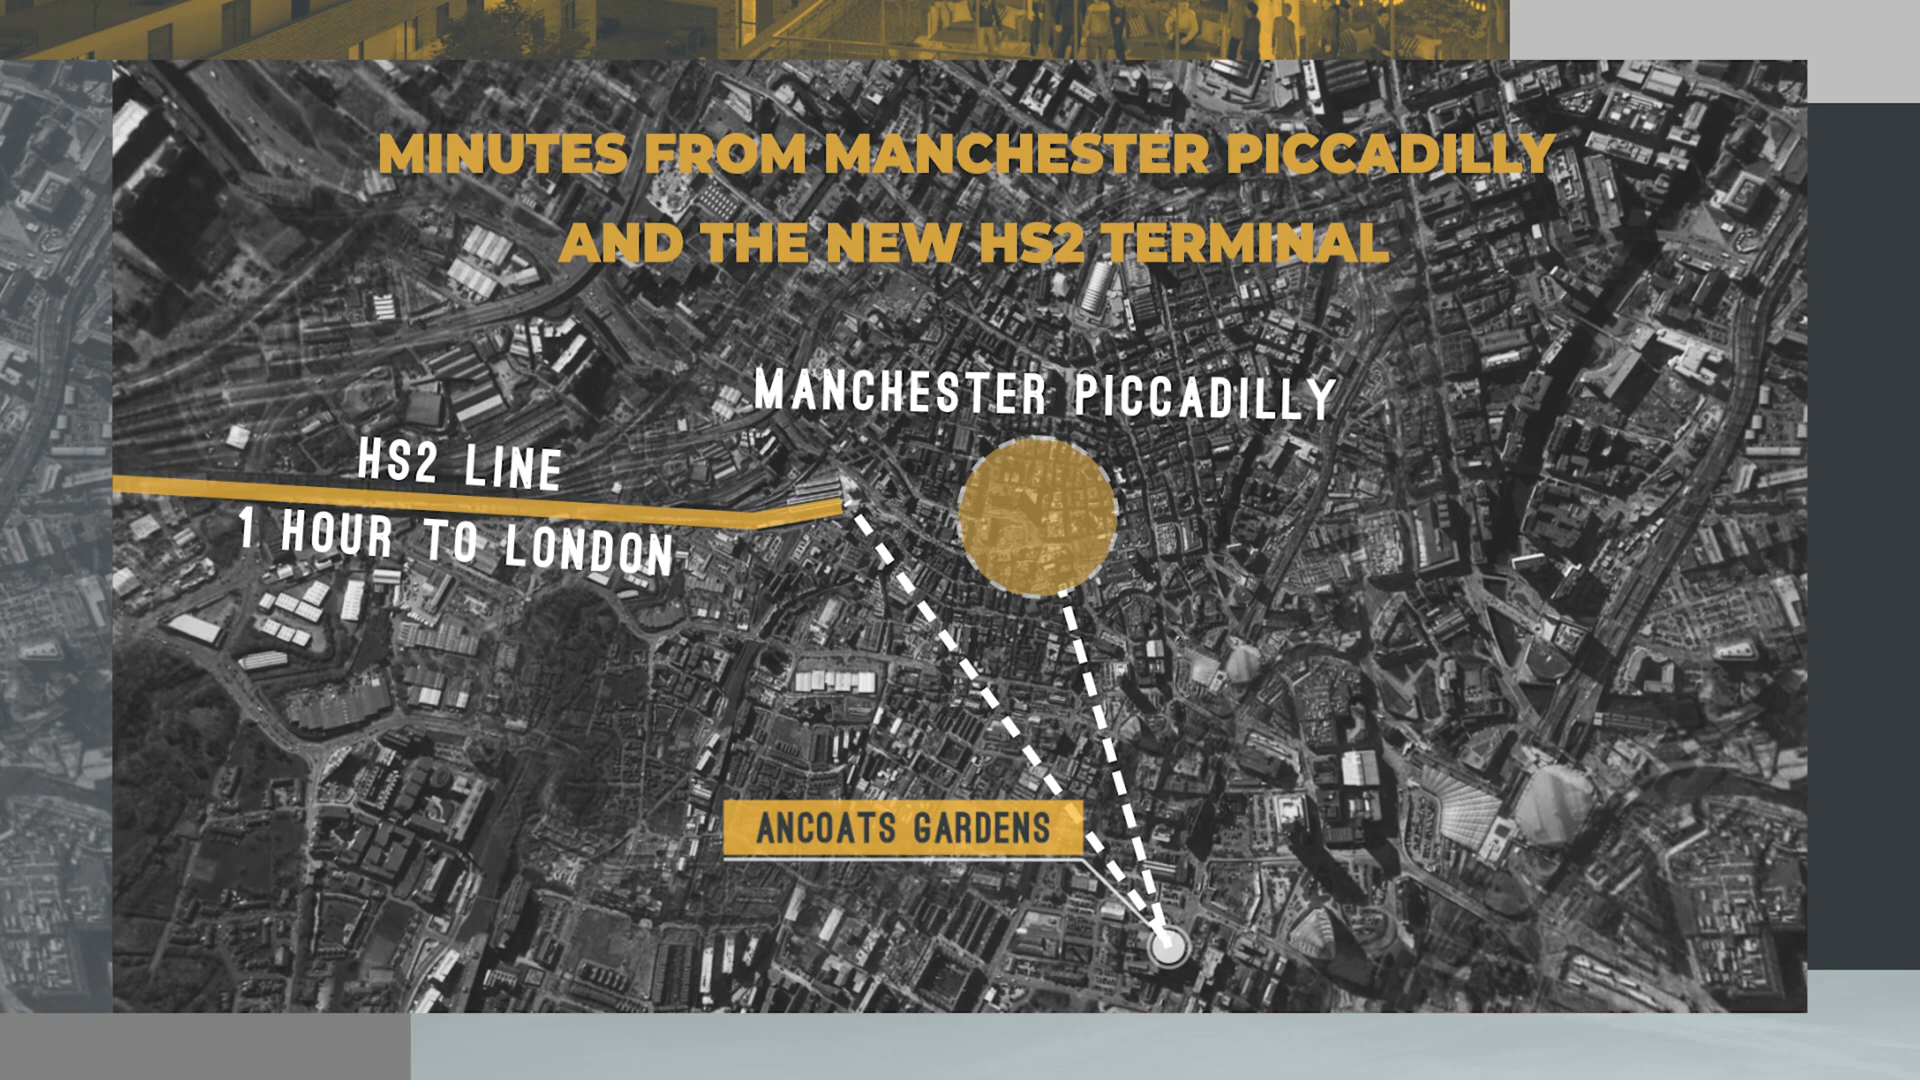 MINUTES FROM MANCHESTER PICCADILLY
AND THE NEW HS2 TERMINAL
MANCHESTER PICCADILLY
HS2 LINE
1 HOUR TO LONDON
ANCOATS GARDENS